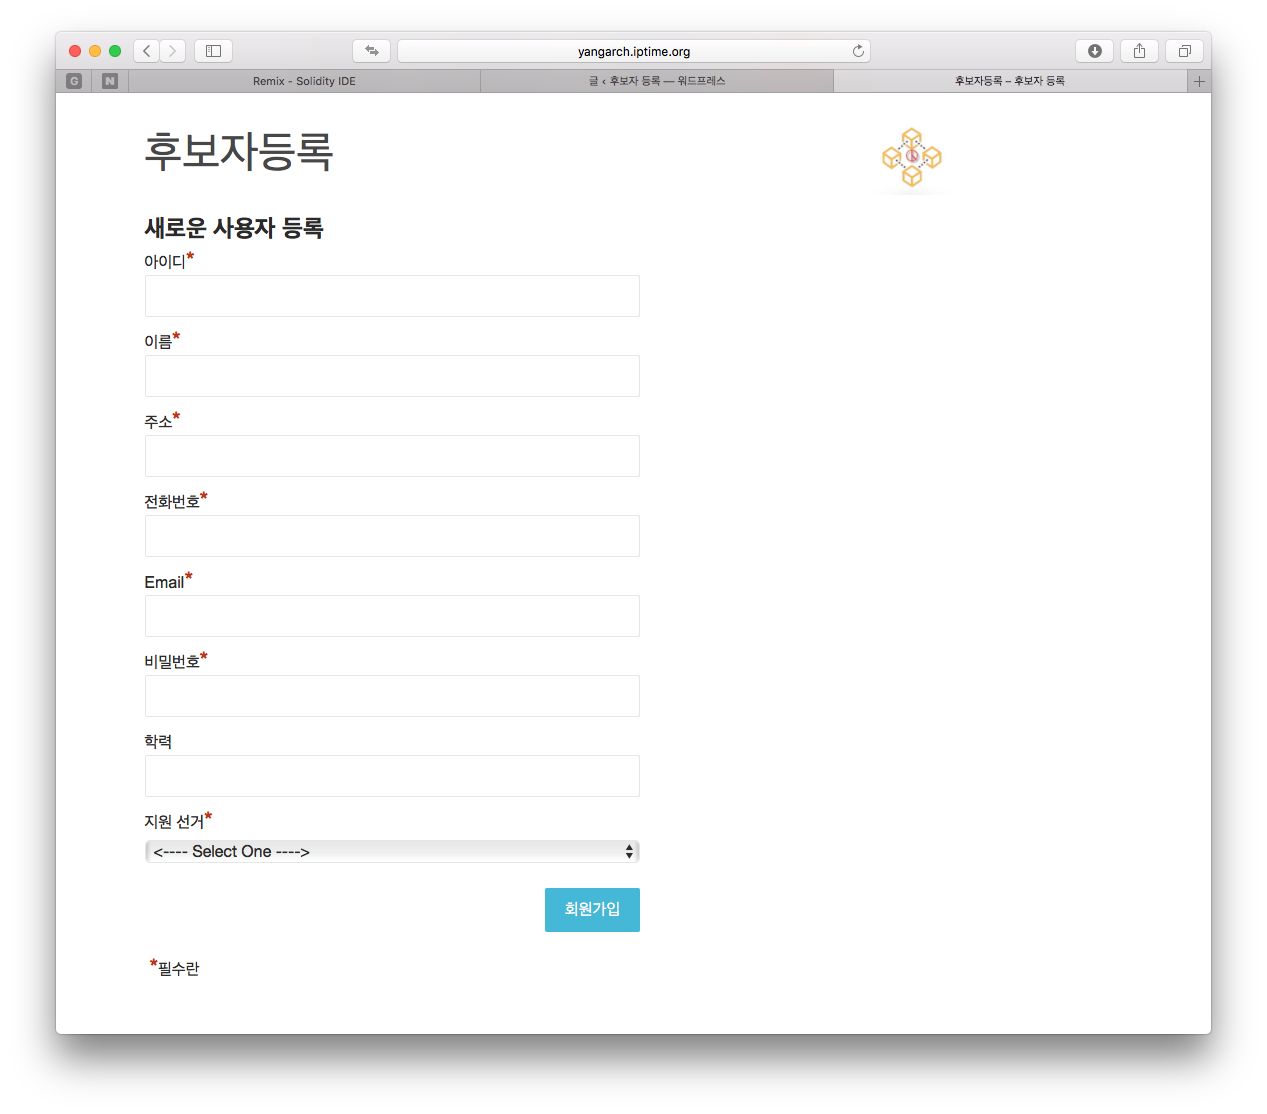 yangarch.iptime.org
G
N
Remix - Solidity IDE
글 ‹ 후보자 등록 — 워드프레스
후보자등록 – 후보자 등록
후보자등록
새로운 사용자 등록
아이디*
이름*
주소*
전화번호*
Email*
비밀번호*
학력
지원 선거*
<---- Select One ---->
회원가입
*필수란